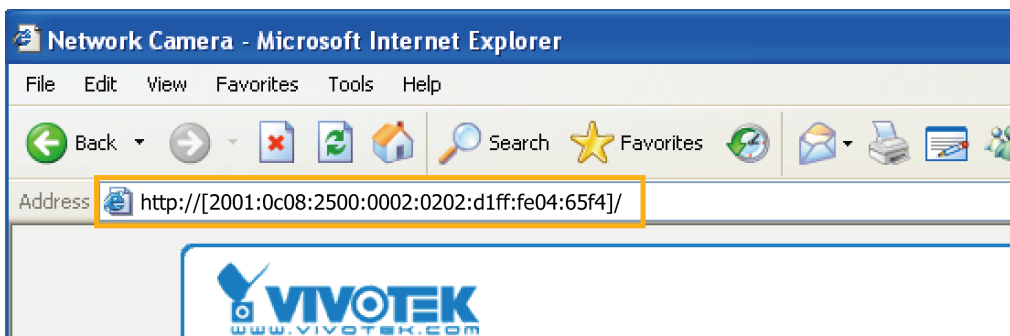 Network Camera - Microsoft Internet Explorer
File Edit View Favorites Tools Help
Back Search Favorites
Address http://[2001:0c08:2500:0002:0202:d1ff:fe04:65f4]/
VIVOTEK
www.vivotek.com